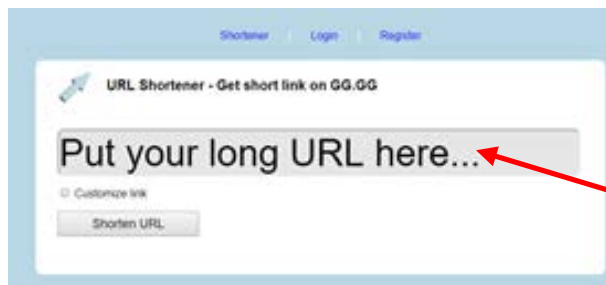 Shortener Login Register
URL Shortener - Get short link on GG.GG
Put your long URL here...
Customize link
Shorten URL